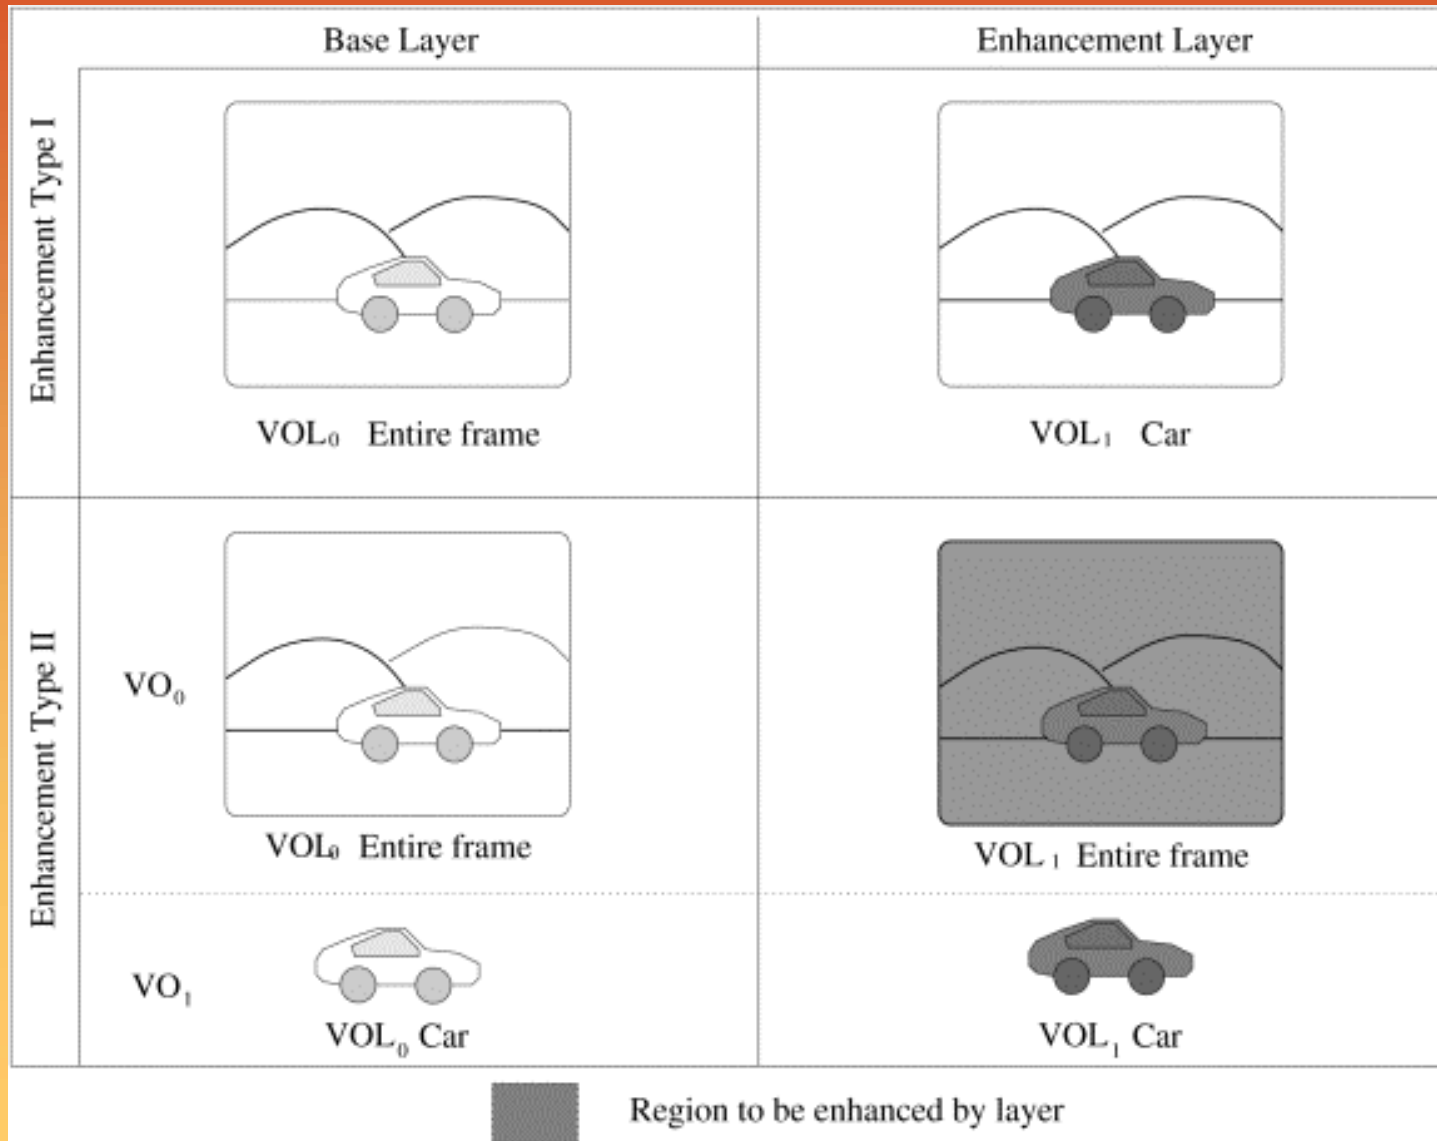 Base Layer
Enhancement Layer
Enhancement Type I
VOL₀ Entire frame
VOL₁ Car
Enhancement Type II
VO₀
VOL₀ Entire frame
VOL₁ Entire frame
VO₁
VOL₀ Car
VOL₁ Car
Region to be enhanced by layer